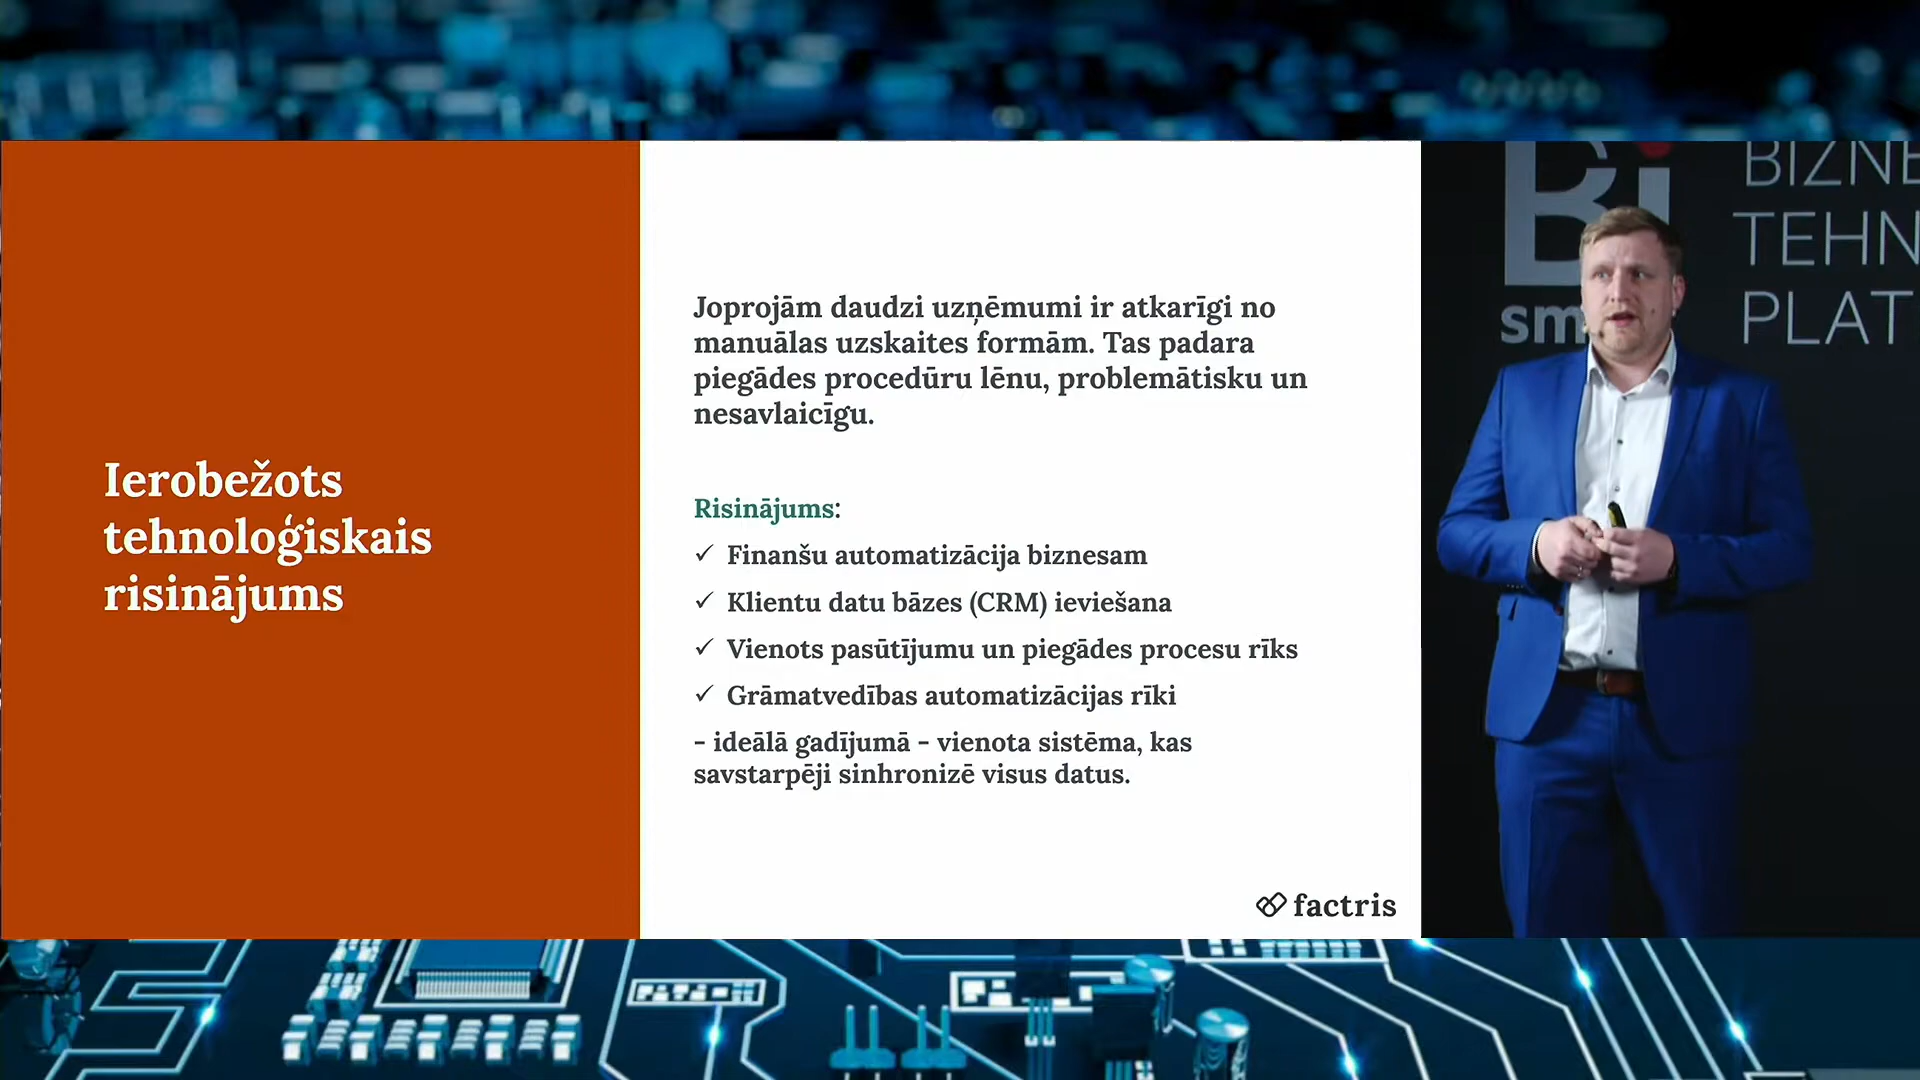 Ierobežots
tehnoloģiskais
risinājums
Joprojām daudzi uzņēmumi ir atkarīgi no
manuālas uzskaites formām. Tas padara
piegādes procedūru lēnu, problemātisku un
nesavlaicīgu.
Risinājums:
✓ Finanšu automatizācija biznesam
✓ Klientu datu bāzes (CRM) ieviešana
✓ Vienots pasūtījumu un piegādes procesu rīks
✓ Grāmatvedības automatizācijas rīki
- ideālā gadījumā - vienota sistēma, kas
savstarpēji sinhronizē visus datus.
factris
Bi
sm
BIZNE
TEHN
PLAT